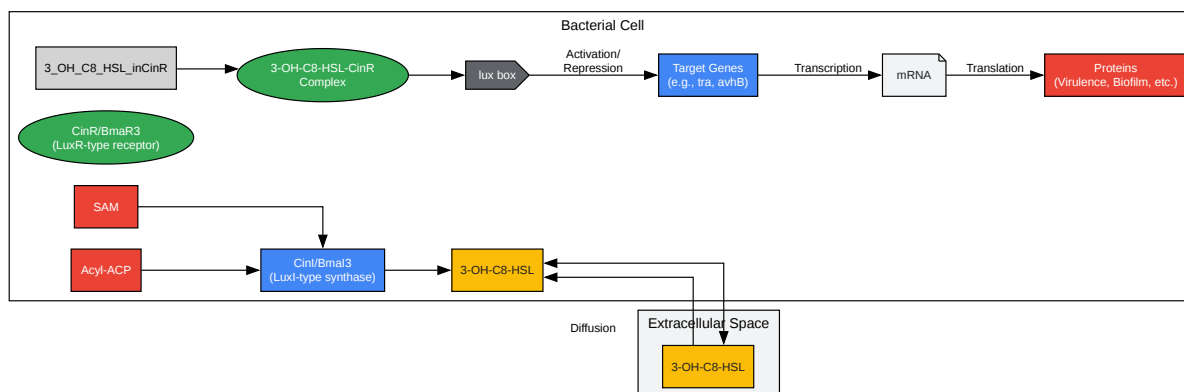 Bacterial Cell
3_OH_C8_HSL_inCinR
3-OH-C8-HSL-CinR
Complex
lux box
Activation/
Repression
Target Genes
(e.g., tra, avhB)
Transcription
mRNA
Translation
Proteins
(Virulence, Biofilm, etc.)
CinR/BmaR3
(LuxR-type receptor)
SAM
Acyl-ACP
CinI/BmaI3
(LuxI-type synthase)
3-OH-C8-HSL
Diffusion
Extracellular Space
3-OH-C8-HSL